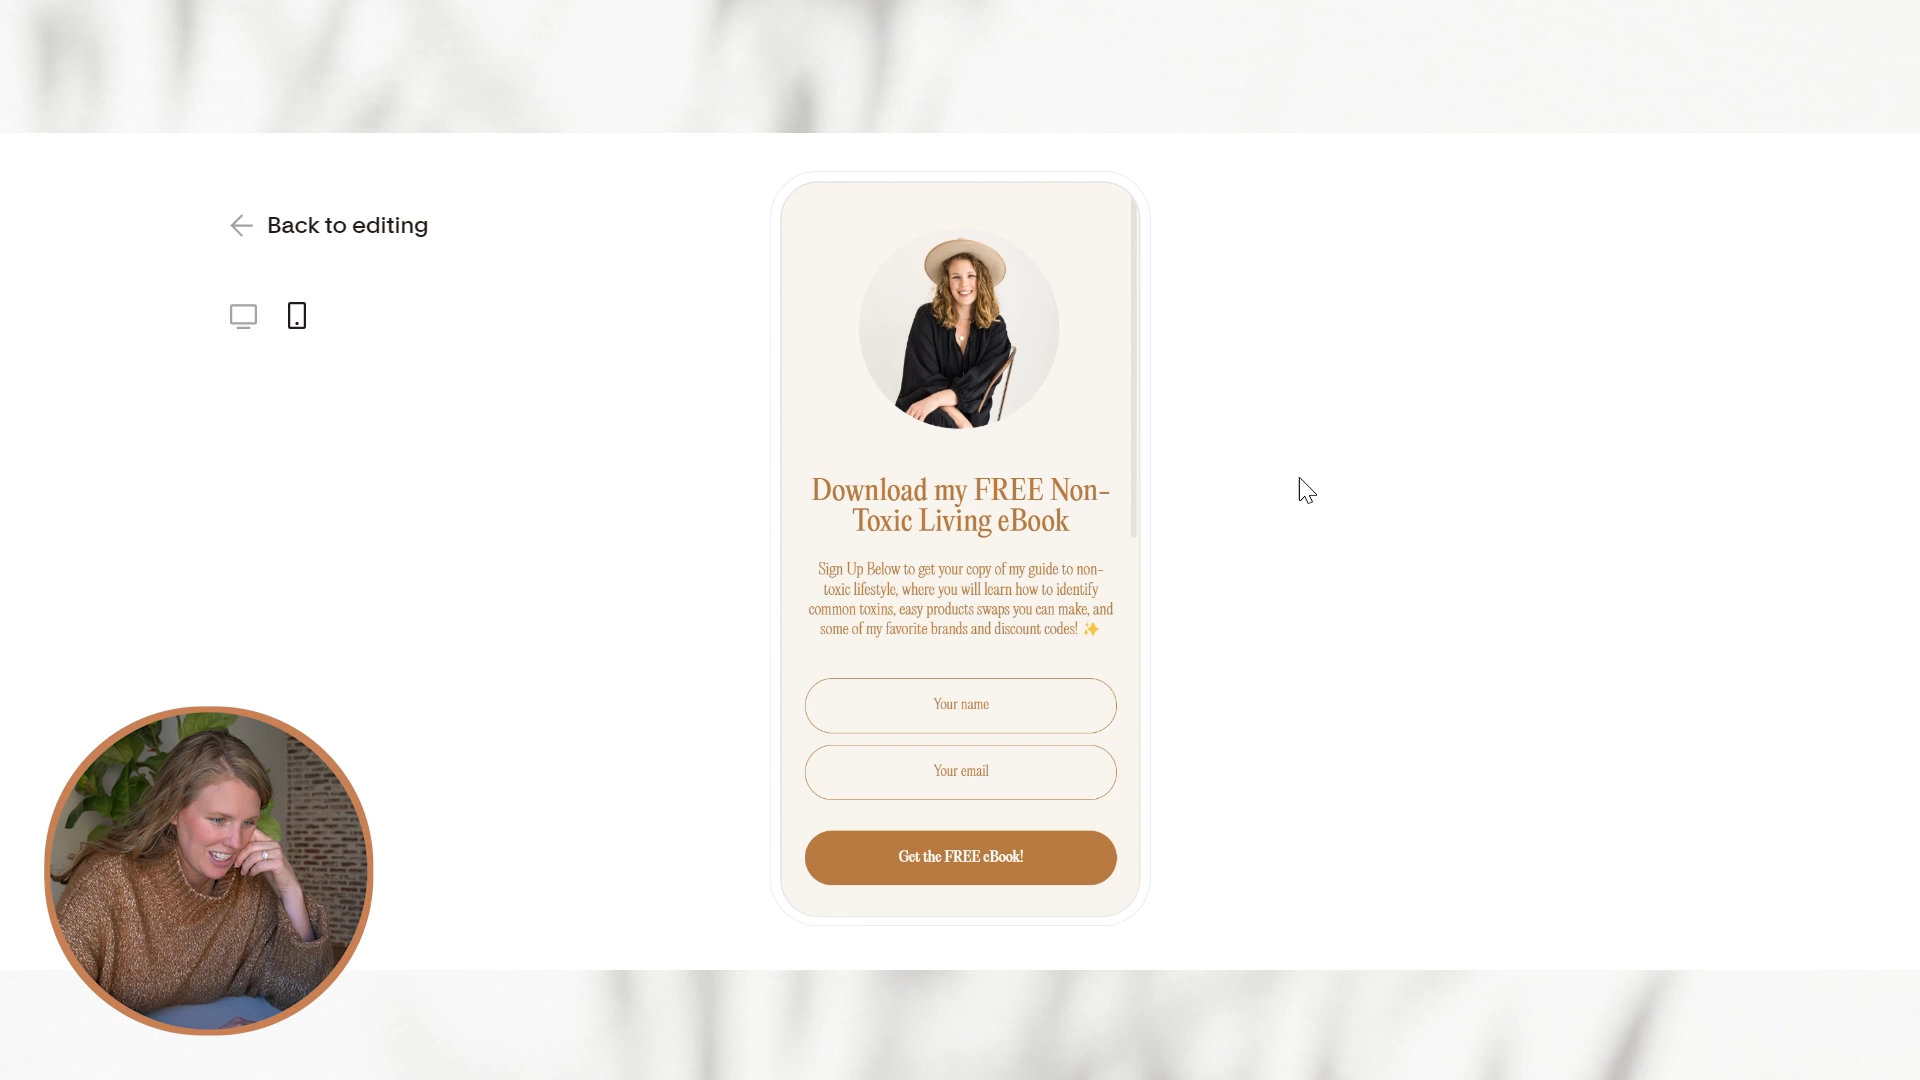 Back to editing
Download my FREE Non-
Toxic Living eBook
Sign Up Below to get your copy of my guide to non-
toxic lifestyle, where you will learn how to identify
common toxins, easy products swaps you can make, and
some of my favorite brands and discount codes! ✨
Your name
Your email
Get the FREE eBook!